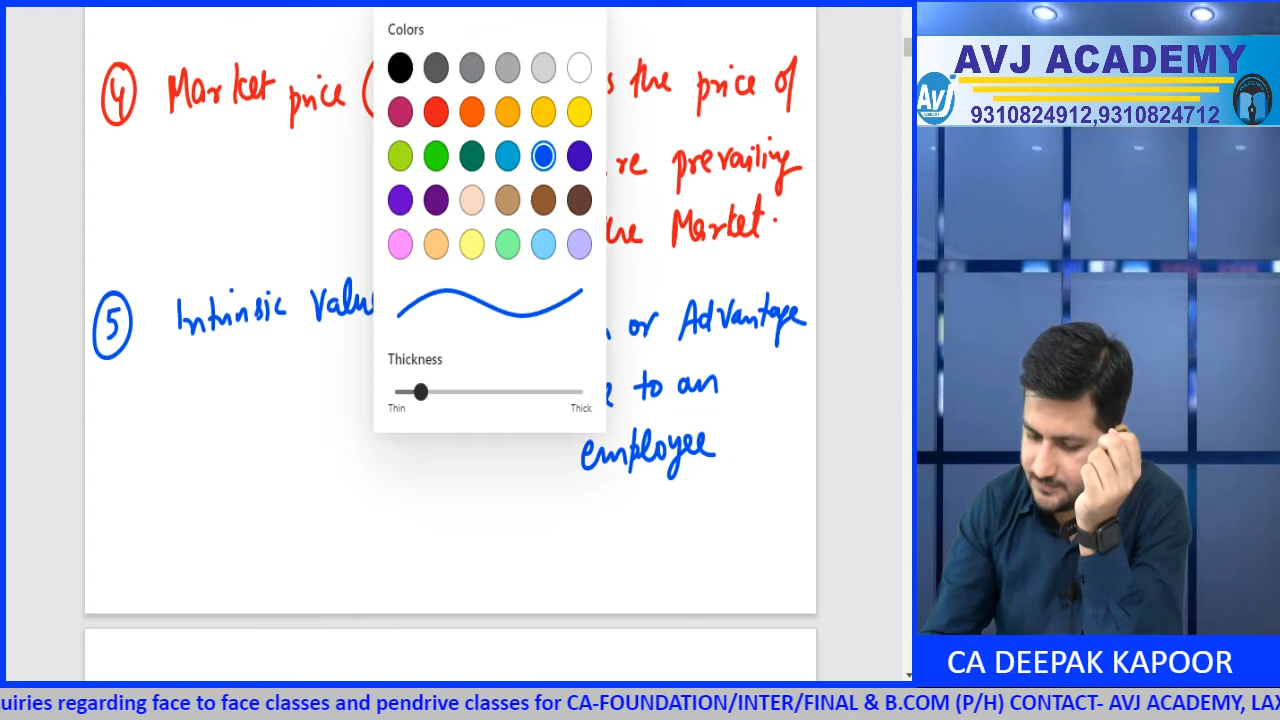 Colors
④ Market price ( s the price of
re prevailing
the Market.
Thickness
Thin Thick
⑤ Intrinsic Valu n or Advantage
to an
employee
AVJ ACADEMY
AVJ
9310824912,9310824712
CA DEEPAK KAPOOR
uiries regarding face to face classes and pendrive classes for CA-FOUNDATION/INTER/FINAL & B.COM (P/H) CONTACT- AVJ ACADEMY, LAX